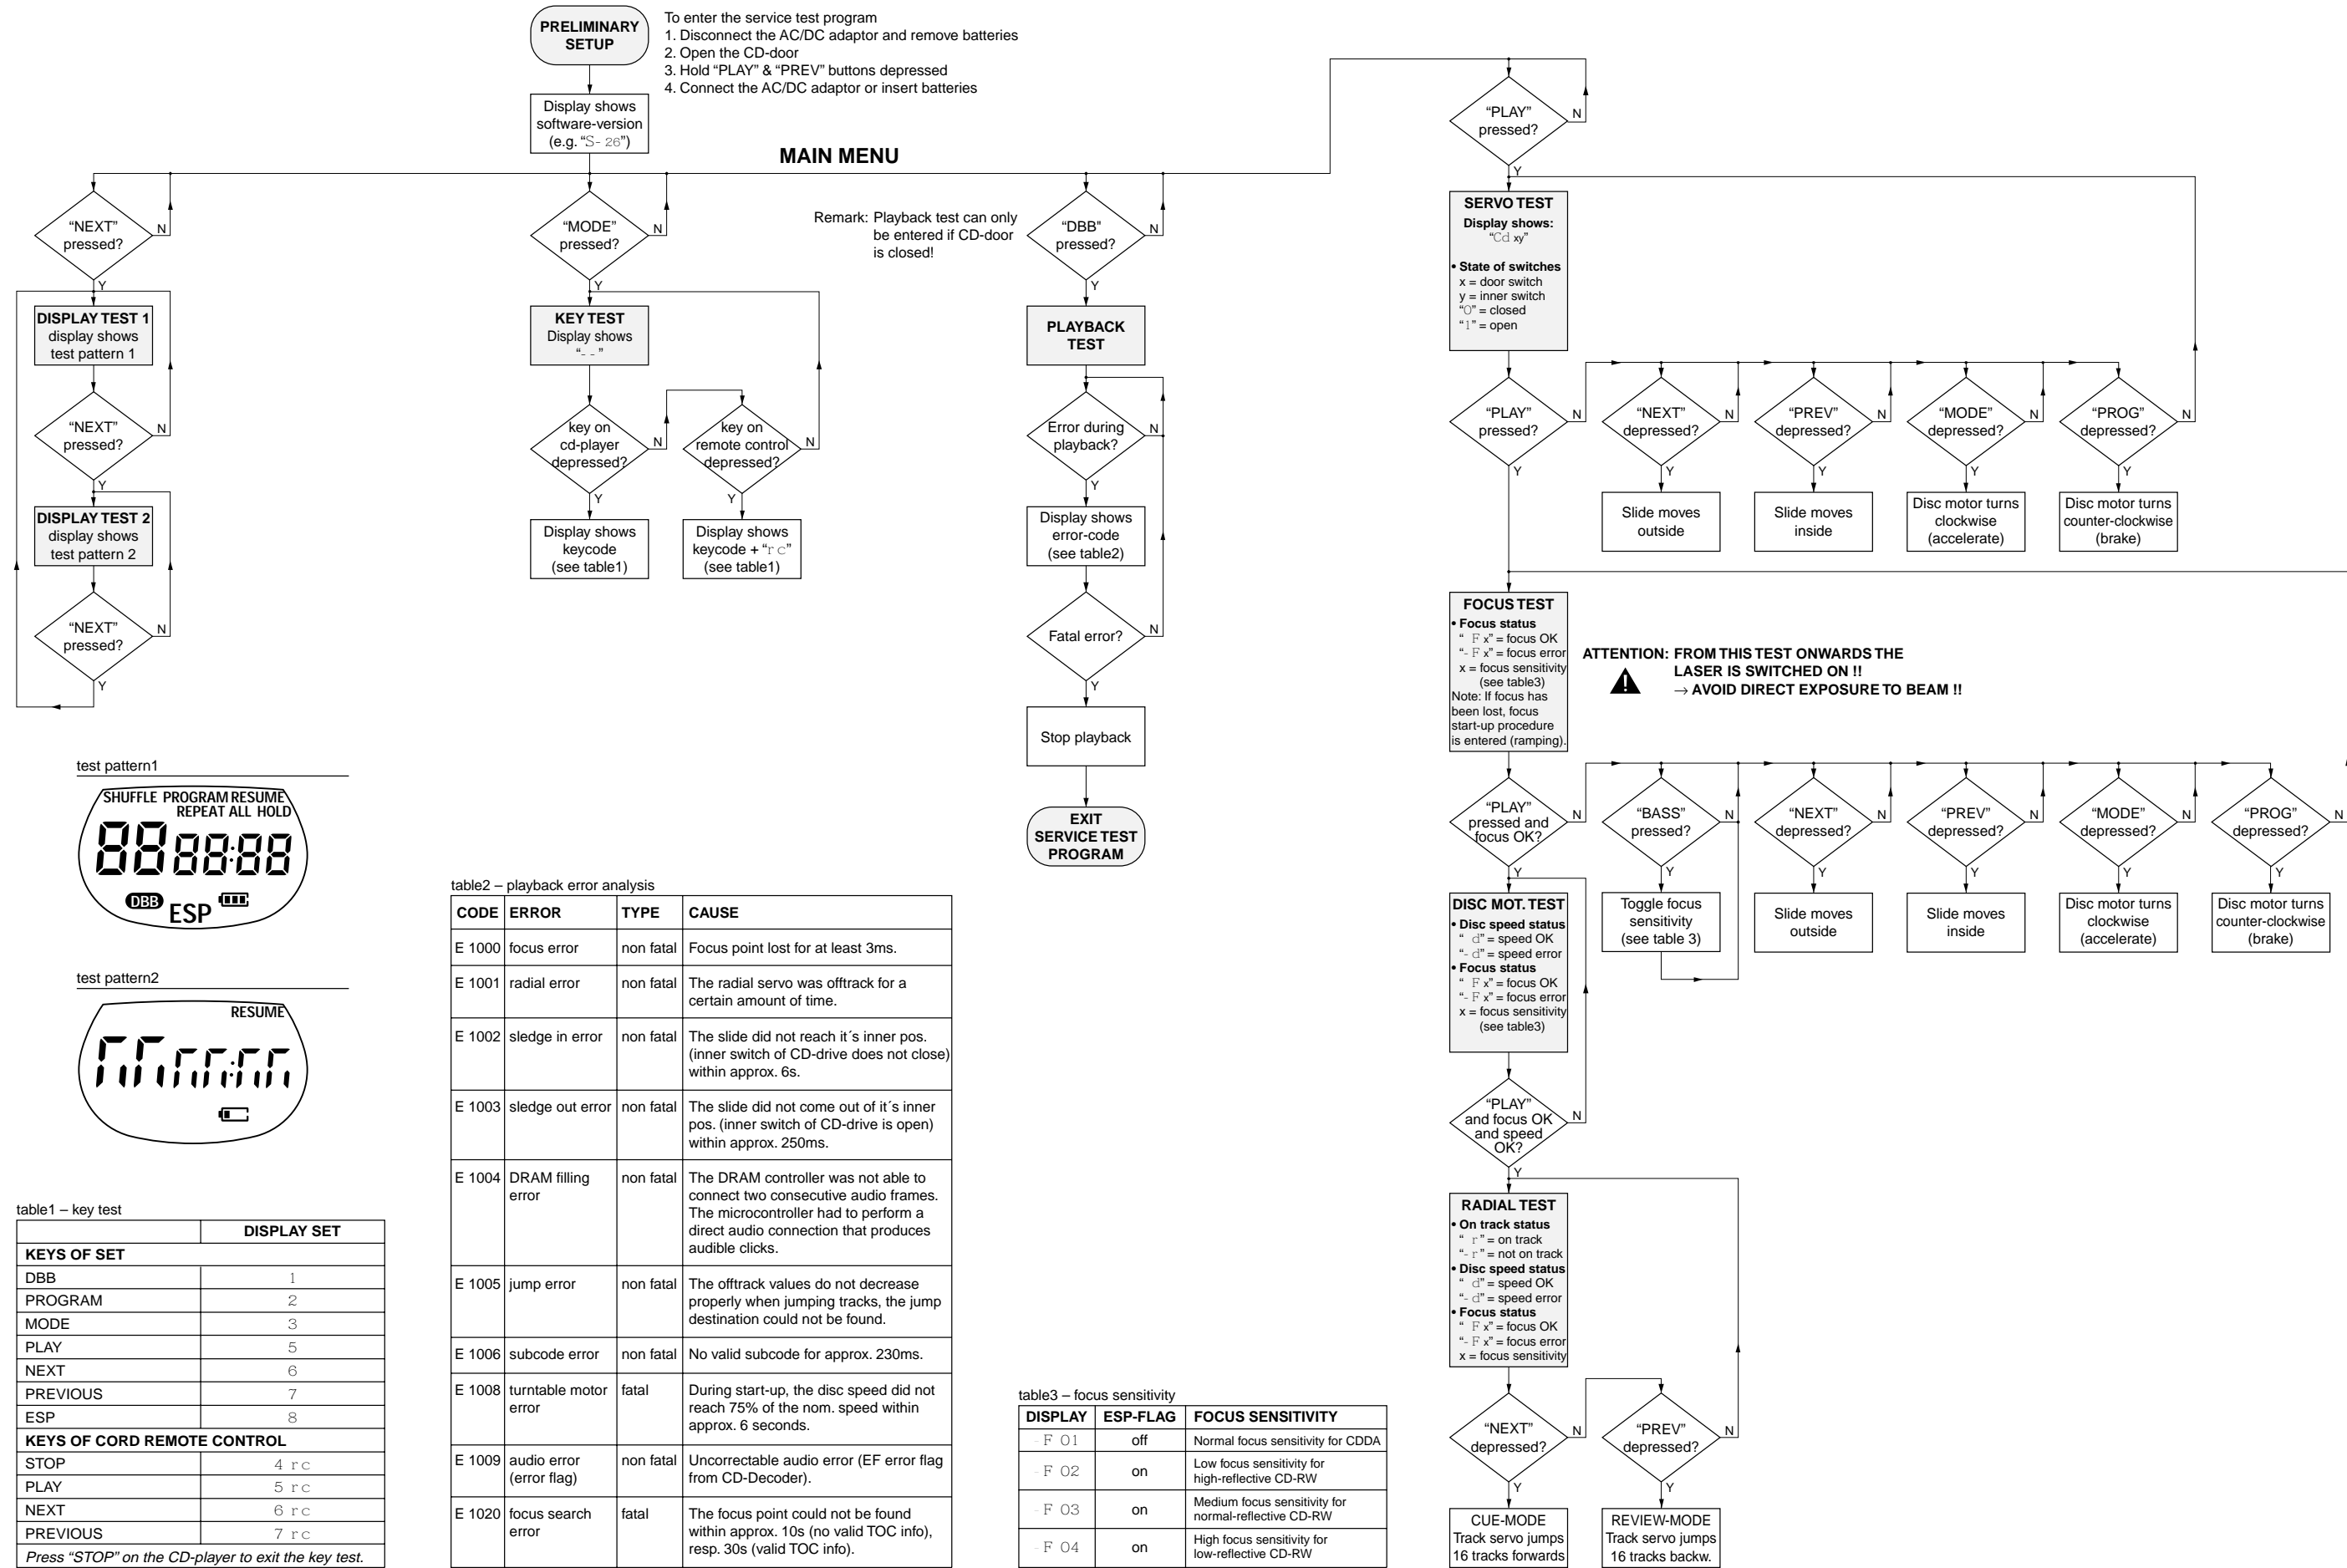 PRELIMINARY
SETUP
To enter the service test program
1. Disconnect the AC/DC adaptor and remove batteries
2. Open the CD-door
3. Hold “PLAY” & “PREV” buttons depressed
4. Connect the AC/DC adaptor or insert batteries
Display shows
software-version
(e.g. “S- 26”)
MAIN MENU
“NEXT”
pressed?
N
Y
DISPLAY TEST 1
display shows
test pattern 1
“NEXT”
pressed?
N
Y
DISPLAY TEST 2
display shows
test pattern 2
“NEXT”
pressed?
N
Y
“MODE”
pressed?
N
Y
KEY TEST
Display shows
“- -”
key on
cd-player
depressed?
N
Y
key on
remote control
depressed?
N
Y
Display shows
keycode
(see table1)
Display shows
keycode + “r c”
(see table1)
Remark: Playback test can only
be entered if CD-door
is closed!
“DBB”
pressed?
N
Y
PLAYBACK
TEST
Error during
playback?
N
Y
Display shows
error-code
(see table2)
Fatal error?
N
Y
Stop playback
EXIT
SERVICE TEST
PROGRAM
“PLAY”
pressed?
N
Y
SERVO TEST
Display shows:
“Cd xy”
• State of switches
x = door switch
y = inner switch
“0” = closed
“1” = open
“PLAY”
pressed?
N
Y
“NEXT”
depressed?
N
Y
“PREV”
depressed?
N
Y
“MODE”
depressed?
N
Y
“PROG”
depressed?
N
Y
Slide moves
outside
Slide moves
inside
Disc motor turns
clockwise
(accelerate)
Disc motor turns
counter-clockwise
(brake)
FOCUS TEST
• Focus status
“ F x” = focus OK
“- F x” = focus error
x = focus sensitivity
(see table3)
Note: If focus has
been lost, focus
start-up procedure
is entered (ramping).
ATTENTION: FROM THIS TEST ONWARDS THE
LASER IS SWITCHED ON !!
→ AVOID DIRECT EXPOSURE TO BEAM !!
“PLAY”
pressed and
focus OK?
N
Y
“BASS”
pressed?
N
Y
“NEXT”
depressed?
N
Y
“PREV”
depressed?
N
Y
“MODE”
depressed?
N
Y
“PROG”
depressed?
N
Y
Toggle focus
sensitivity
(see table 3)
Slide moves
outside
Slide moves
inside
Disc motor turns
clockwise
(accelerate)
Disc motor turns
counter-clockwise
(brake)
DISC MOT. TEST
• Disc speed status
“ d” = speed OK
“- d” = speed error
• Focus status
“ F x” = focus OK
“- F x” = focus error
x = focus sensitivity
(see table3)
“PLAY”
and focus OK
and speed
OK?
N
Y
RADIAL TEST
• On track status
“ r” = on track
“- r” = not on track
• Disc speed status
“ d” = speed OK
“- d” = speed error
• Focus status
“ F x” = focus OK
“- F x” = focus error
x = focus sensitivity
“NEXT”
depressed?
N
Y
“PREV”
depressed?
N
Y
CUE-MODE
Track servo jumps
16 tracks forwards
REVIEW-MODE
Track servo jumps
16 tracks backw.
test pattern1
SHUFFLE PROGRAM RESUME
REPEAT ALL HOLD
88 88:88
DBB ESP
test pattern2
RESUME
table1 – key test
DISPLAY SET
KEYS OF SET
DBB 1
PROGRAM 2
MODE 3
PLAY 5
NEXT 6
PREVIOUS 7
ESP 8
KEYS OF CORD REMOTE CONTROL
STOP 4 rc
PLAY 5 rc
NEXT 6 rc
PREVIOUS 7 rc
Press “STOP” on the CD-player to exit the key test.
table2 – playback error analysis
CODE ERROR TYPE CAUSE
E 1000 focus error non fatal Focus point lost for at least 3ms.
E 1001 radial error non fatal The radial servo was offtrack for a
certain amount of time.
E 1002 sledge in error non fatal The slide did not reach it´s inner pos.
(inner switch of CD-drive does not close)
within approx. 6s.
E 1003 sledge out error non fatal The slide did not come out of it´s inner
pos. (inner switch of CD-drive is open)
within approx. 250ms.
E 1004 DRAM filling non fatal The DRAM controller was not able to
error connect two consecutive audio frames.
The microcontroller had to perform a
direct audio connection that produces
audible clicks.
E 1005 jump error non fatal The offtrack values do not decrease
properly when jumping tracks, the jump
destination could not be found.
E 1006 subcode error non fatal No valid subcode for approx. 230ms.
E 1008 turntable motor fatal During start-up, the disc speed did not
error reach 75% of the nom. speed within
approx. 6 seconds.
E 1009 audio error non fatal Uncorrectable audio error (EF error flag
(error flag) from CD-Decoder).
E 1020 focus search fatal The focus point could not be found
error within approx. 10s (no valid TOC info),
resp. 30s (valid TOC info).
table3 – focus sensitivity
DISPLAY ESP-FLAG FOCUS SENSITIVITY
- F 01 off Normal focus sensitivity for CDDA
- F 02 on Low focus sensitivity for
high-reflective CD-RW
- F 03 on Medium focus sensitivity for
normal-reflective CD-RW
- F 04 on High focus sensitivity for
low-reflective CD-RW